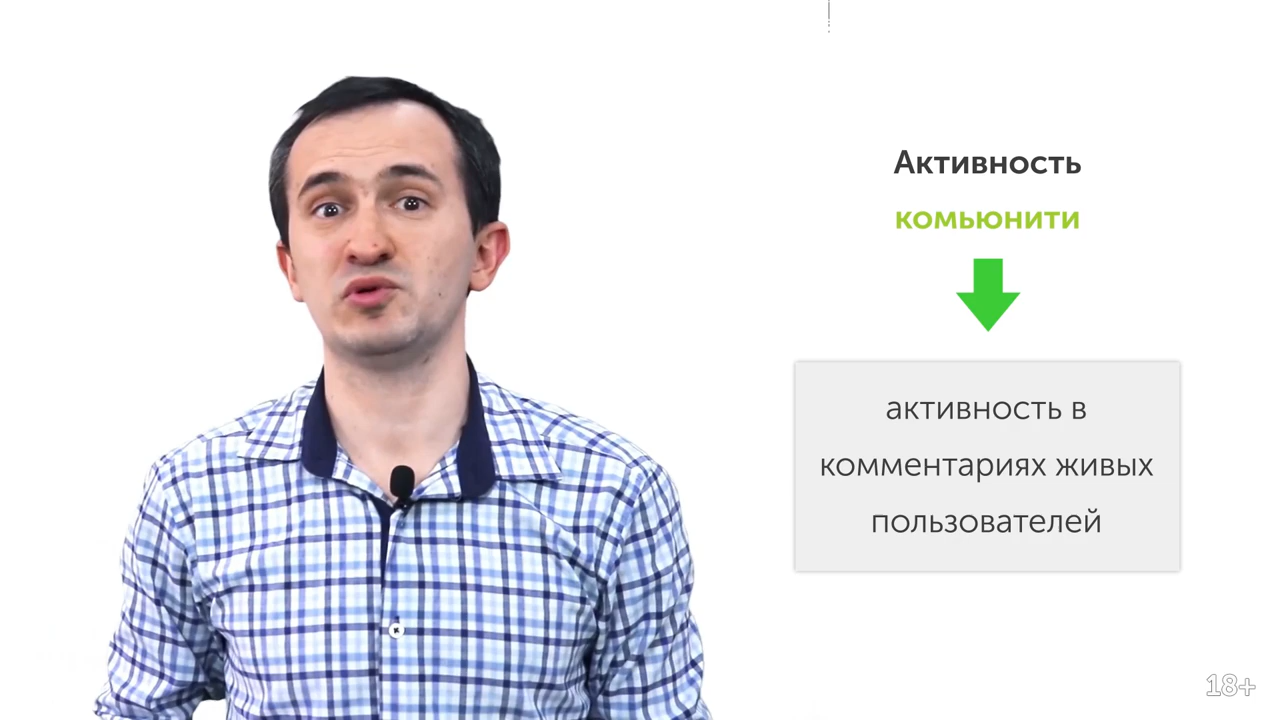 Активность
комьюнити
активность в
комментариях живых
пользователей
18+